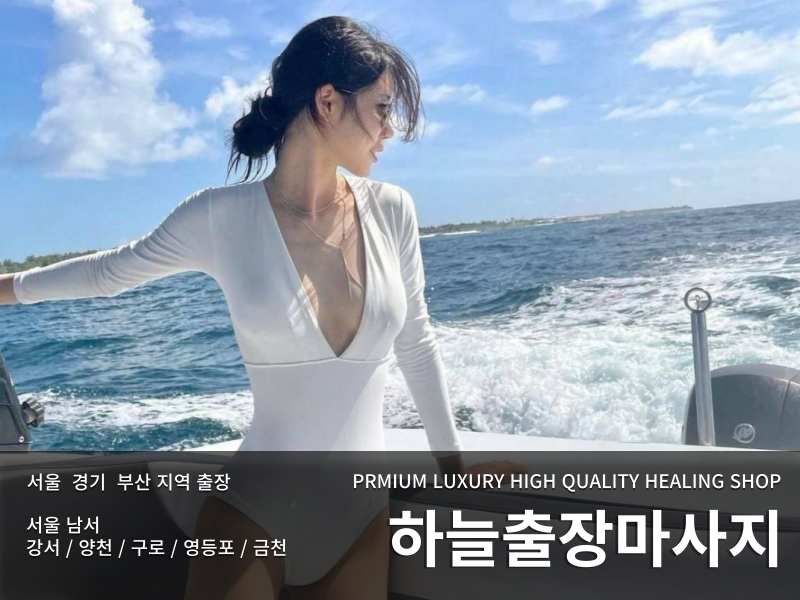 서울 경기 부산 지역 출장
PRMIUM LUXURY HIGH QUALITY HEALING SHOP
서울 남서
강서 / 양천 / 구로 / 영등포 / 금천
하늘출장마사지